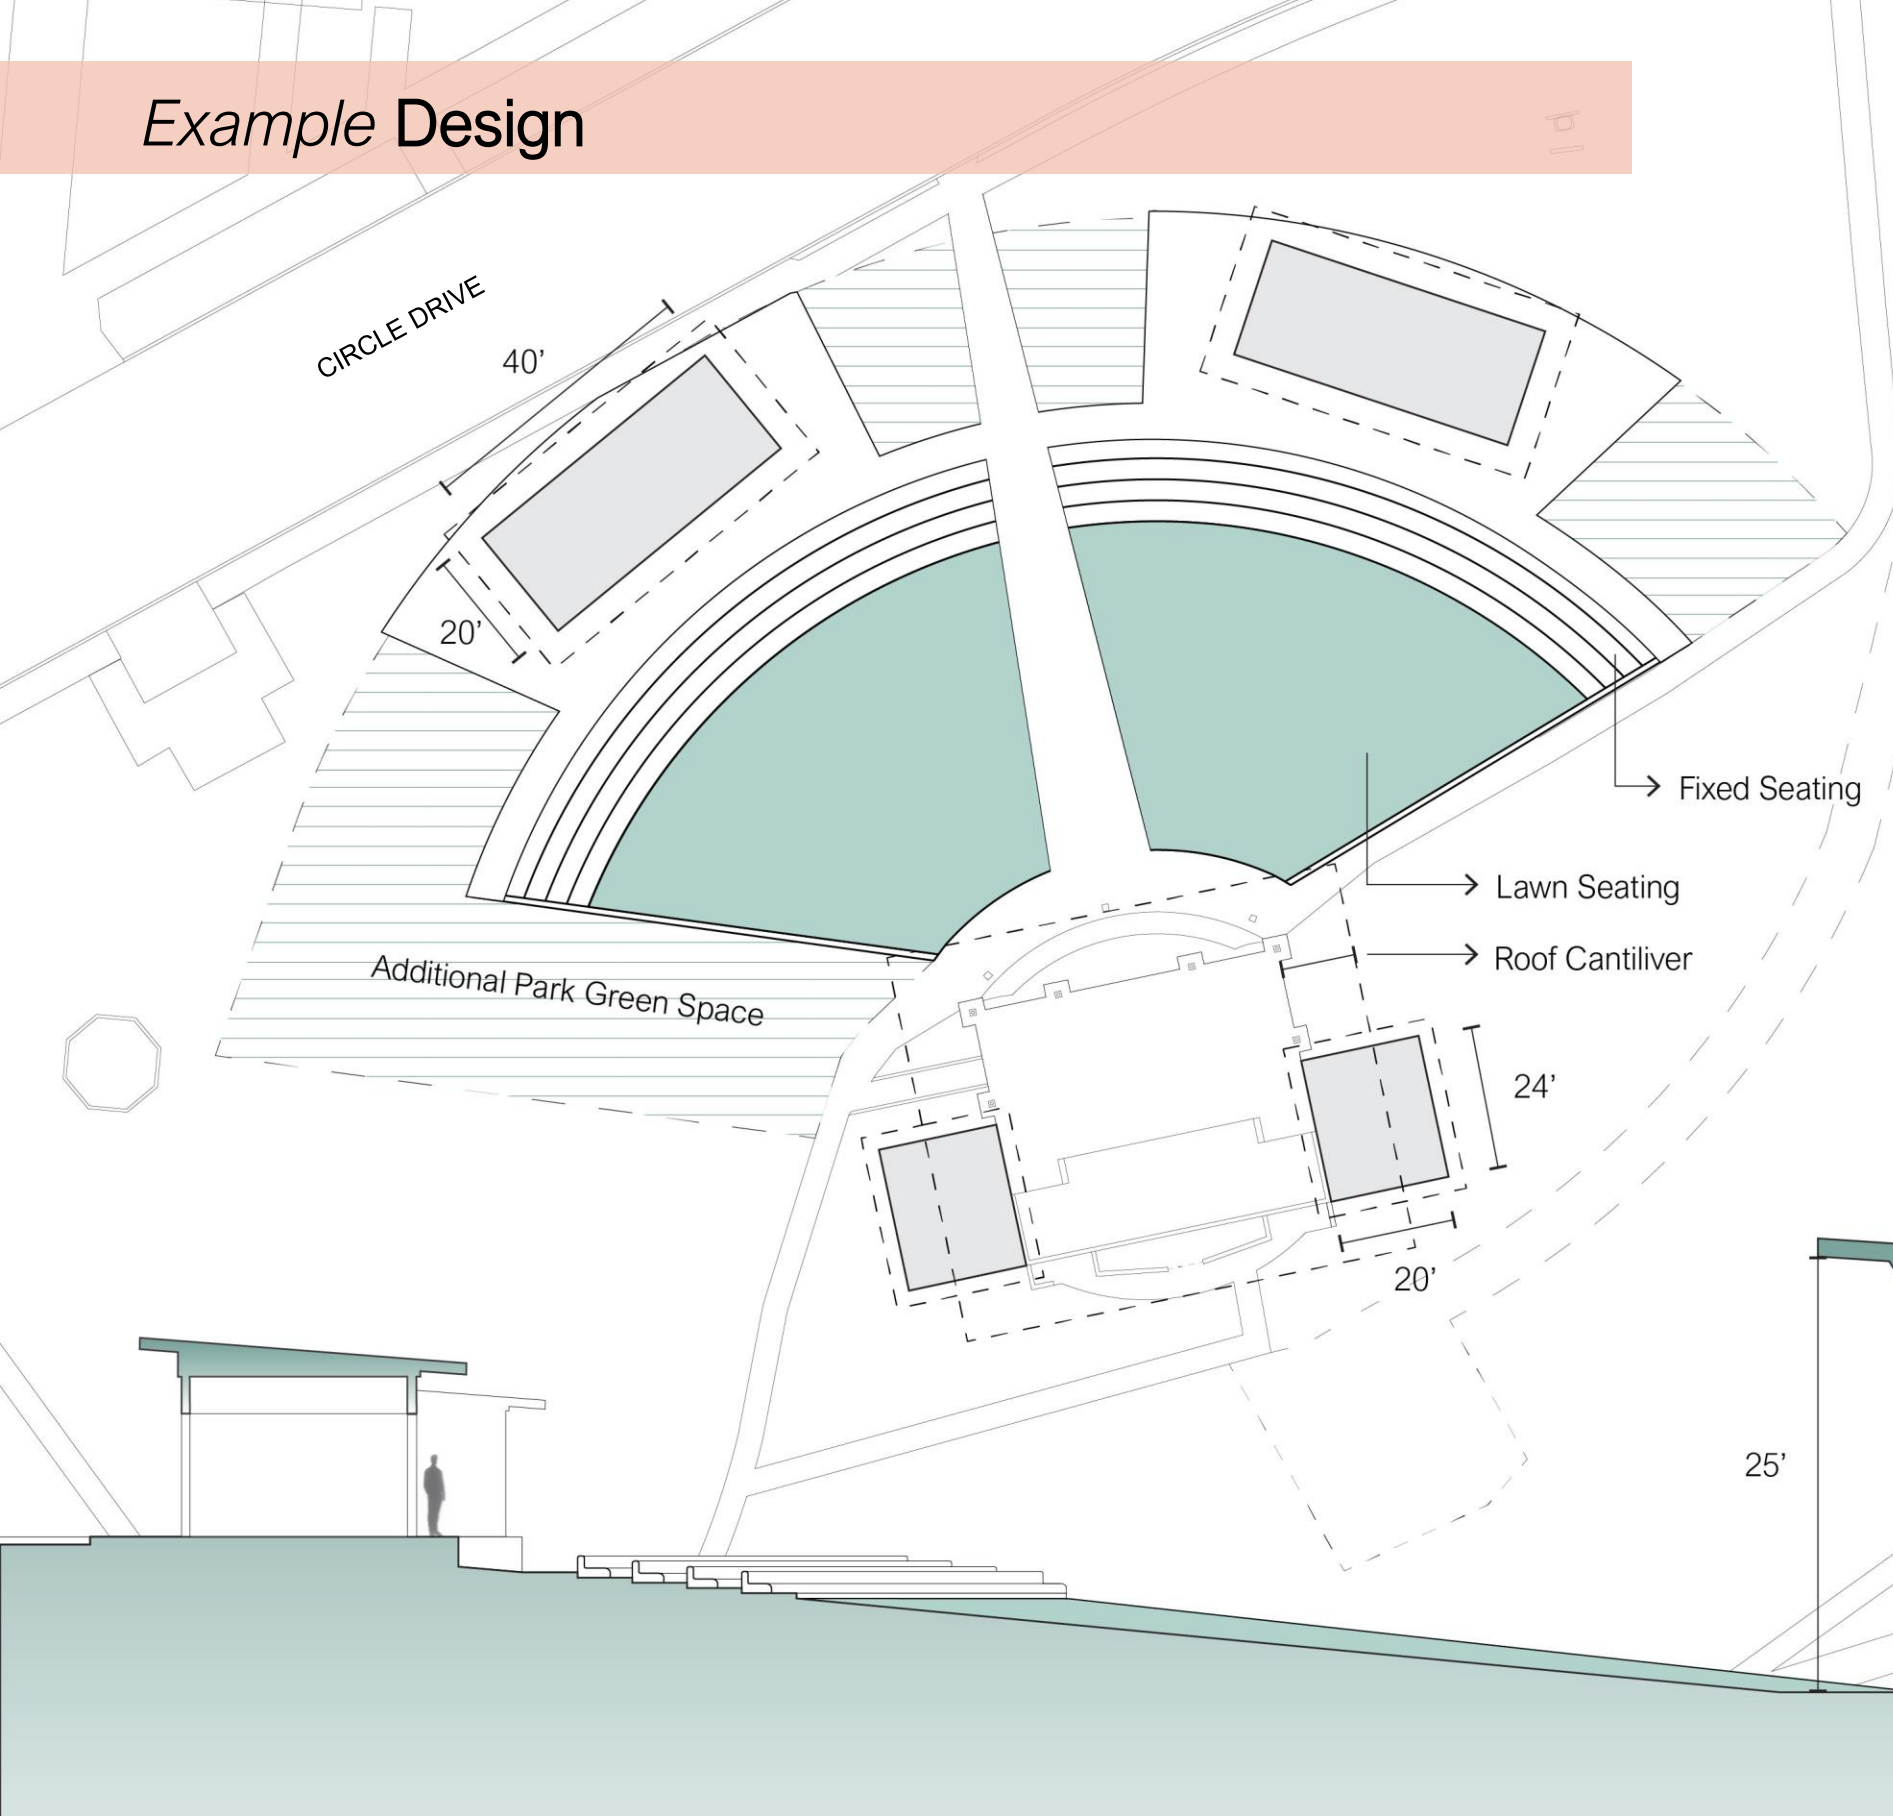 Example Design
CIRCLE DRIVE
40’
20’
Fixed Seating
Lawn Seating
Roof Cantiliver
Additional Park Green Space
24’
20’
25’